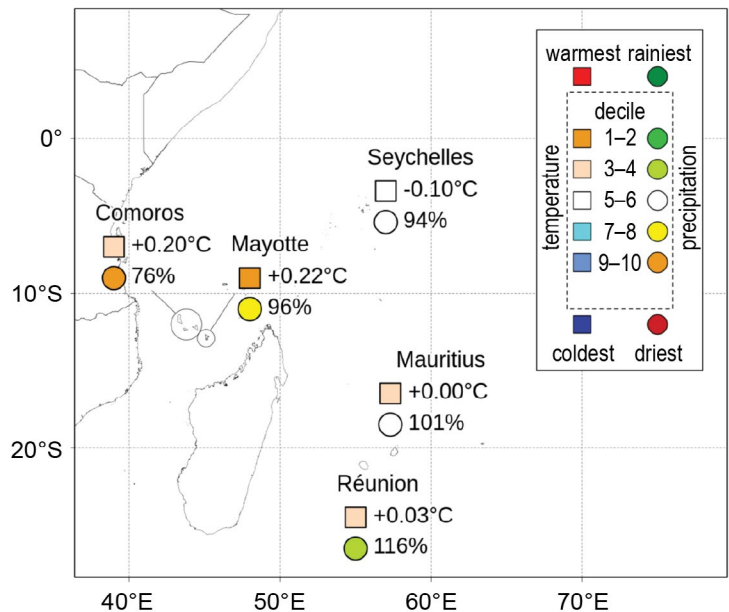 warmest rainiest
decile
1–2
3–4
5–6
7–8
9–10
temperature
precipitation
coldest driest
0°
10°S
20°S
Seychelles
-0.10°C
94%
Comoros
+0.20°C
76%
Mayotte
+0.22°C
96%
Mauritius
+0.00°C
101%
Réunion
+0.03°C
116%
40°E 50°E 60°E 70°E